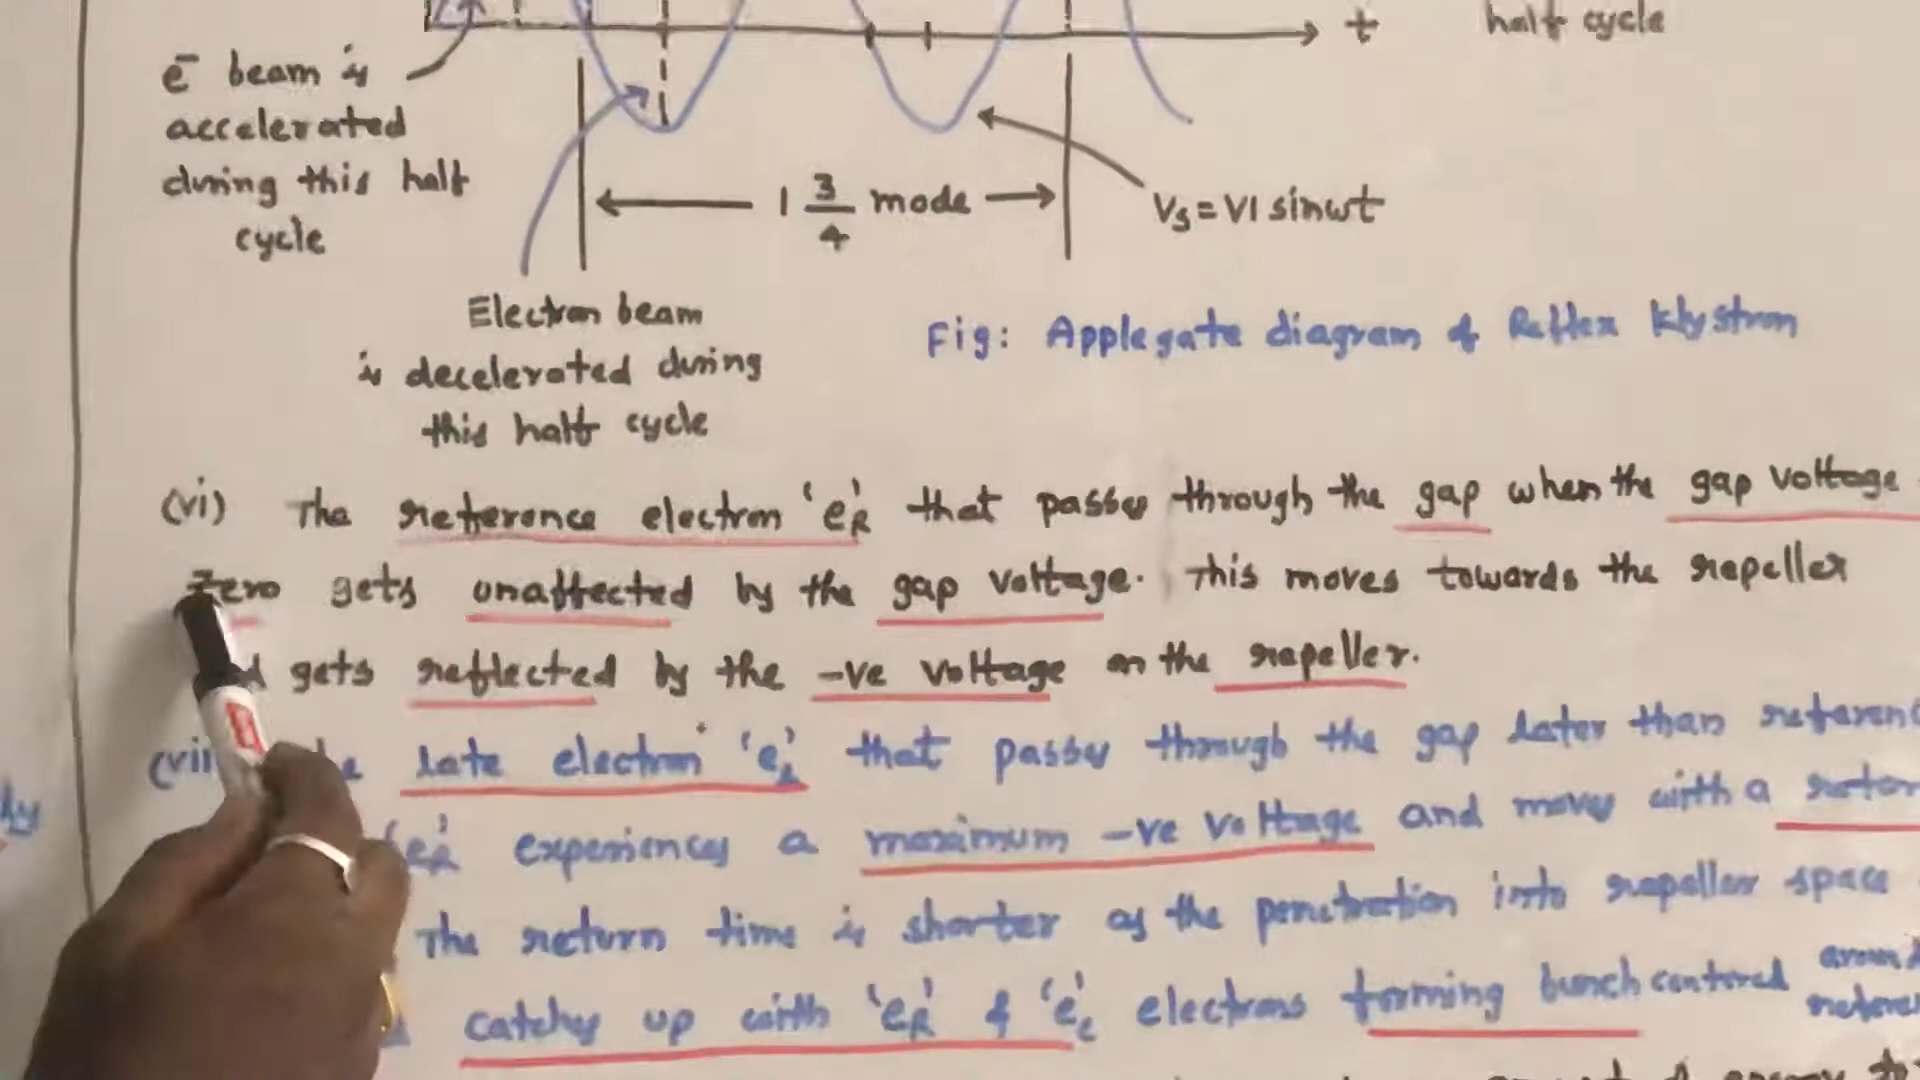 half cycle
t
e⁻ beam is
accelerated
during this half
cycle
1 3/4 mode
Vs = V1 sinωt
Electron beam
is decelerated during
this half cycle
Fig: Applegate diagram of Reflex Klystron
(vi) The reference electron 'eR' that passes through the gap when the gap voltage
zero gets unaffected by the gap voltage. This moves towards the repeller
gets reflected by the -ve voltage on the repeller.
(vii) late electron 'eL' that passes through the gap later than
'eR' experiences a maximum -ve voltage and moves with a
The return time is shorter as the penetration into repeller space
catches up with 'eR' & 'ee' electrons forming bunch centered around